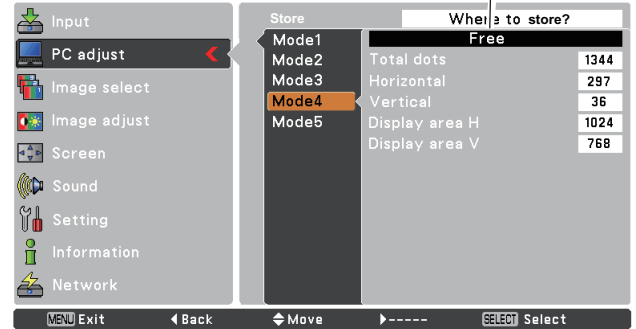 Input
PC adjust
Image select
Image adjust
Screen
Sound
Setting
Information
Network
Store
Mode1
Mode2
Mode3
Mode4
Mode5
Where to store?
Free
Total dots 1344
Horizontal 297
Vertical 36
Display area H 1024
Display area V 768
MENU Exit Back Move ----- SELECT Select